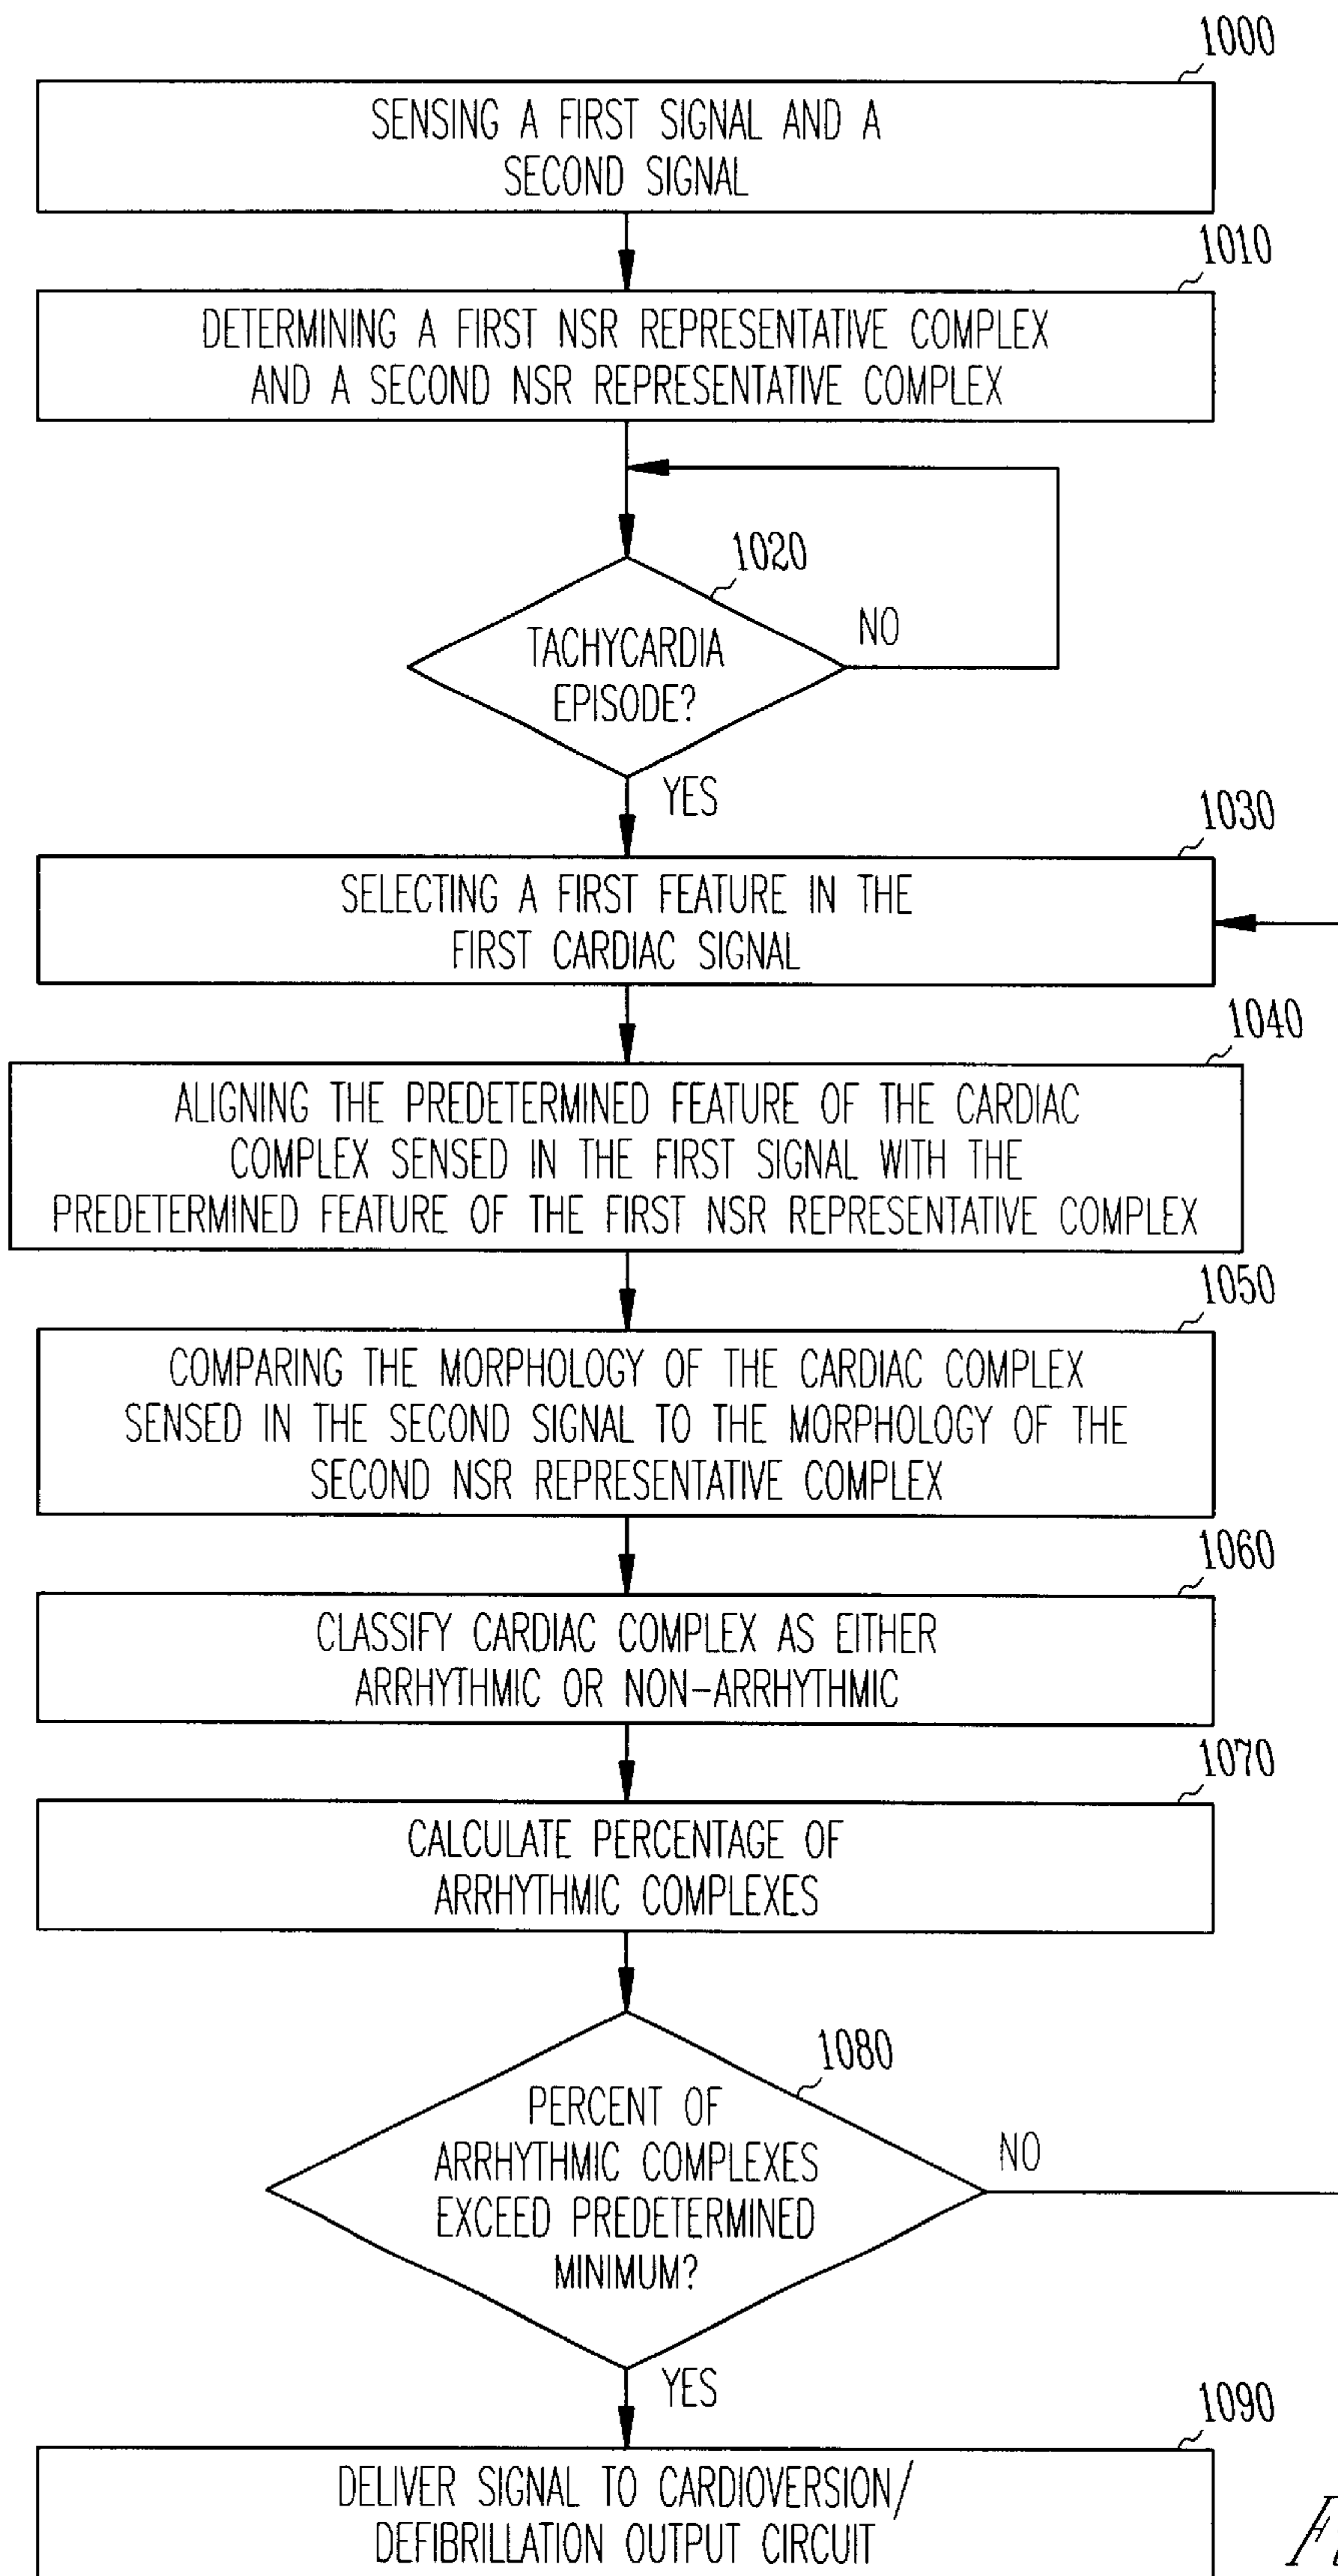 1000
SENSING A FIRST SIGNAL AND A
SECOND SIGNAL
1010
DETERMINING A FIRST NSR REPRESENTATIVE COMPLEX
AND A SECOND NSR REPRESENTATIVE COMPLEX
1020
TACHYCARDIA
EPISODE?
NO
YES
1030
SELECTING A FIRST FEATURE IN THE
FIRST CARDIAC SIGNAL
1040
ALIGNING THE PREDETERMINED FEATURE OF THE CARDIAC
COMPLEX SENSED IN THE FIRST SIGNAL WITH THE
PREDETERMINED FEATURE OF THE FIRST NSR REPRESENTATIVE COMPLEX
1050
COMPARING THE MORPHOLOGY OF THE CARDIAC COMPLEX
SENSED IN THE SECOND SIGNAL TO THE MORPHOLOGY OF THE
SECOND NSR REPRESENTATIVE COMPLEX
1060
CLASSIFY CARDIAC COMPLEX AS EITHER
ARRHYTHMIC OR NON-ARRHYTHMIC
1070
CALCULATE PERCENTAGE OF
ARRHYTHMIC COMPLEXES
1080
PERCENT OF
ARRHYTHMIC COMPLEXES
EXCEED PREDETERMINED
MINIMUM?
NO
YES
1090
DELIVER SIGNAL TO CARDIOVERSION/
DEFIBRILLATION OUTPUT CIRCUIT